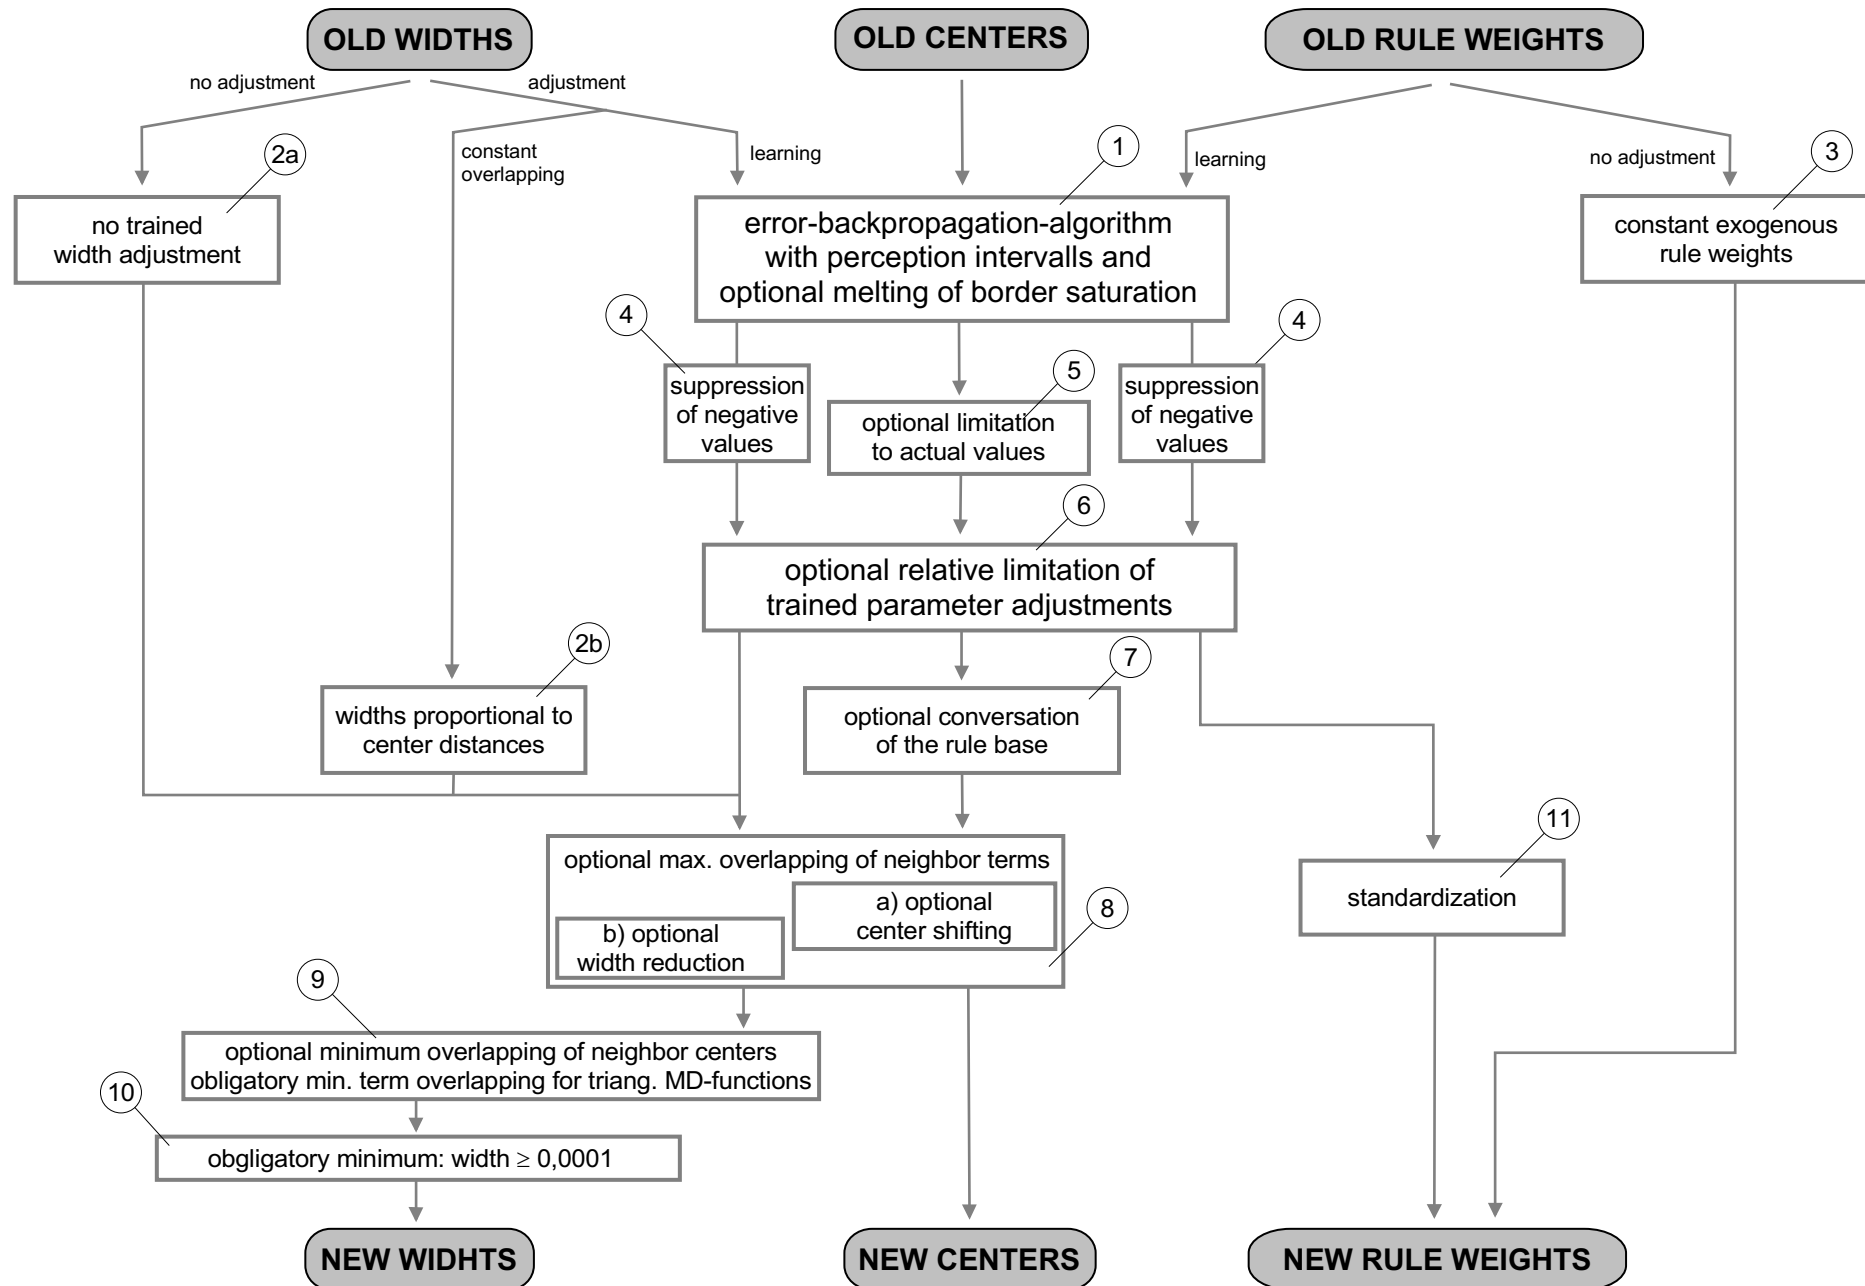 OLD WIDTHS
OLD CENTERS
OLD RULE WEIGHTS
no adjustment
adjustment
constant
overlapping
learning
learning
no adjustment
2a
1
3
no trained
width adjustment
error-backpropagation-algorithm
with perception intervalls and
optional melting of border saturation
constant exogenous
rule weights
4
5
4
suppression
of negative
values
optional limitation
to actual values
suppression
of negative
values
6
optional relative limitation of
trained parameter adjustments
2b
7
widths proportional to
center distances
optional conversation
of the rule base
11
optional max. overlapping of neighbor terms
a) optional
center shifting
b) optional
width reduction
8
standardization
9
optional minimum overlapping of neighbor centers
obligatory min. term overlapping for triang. MD-functions
10
obgligatory minimum: width ≥ 0,0001
NEW WIDHTS
NEW CENTERS
NEW RULE WEIGHTS